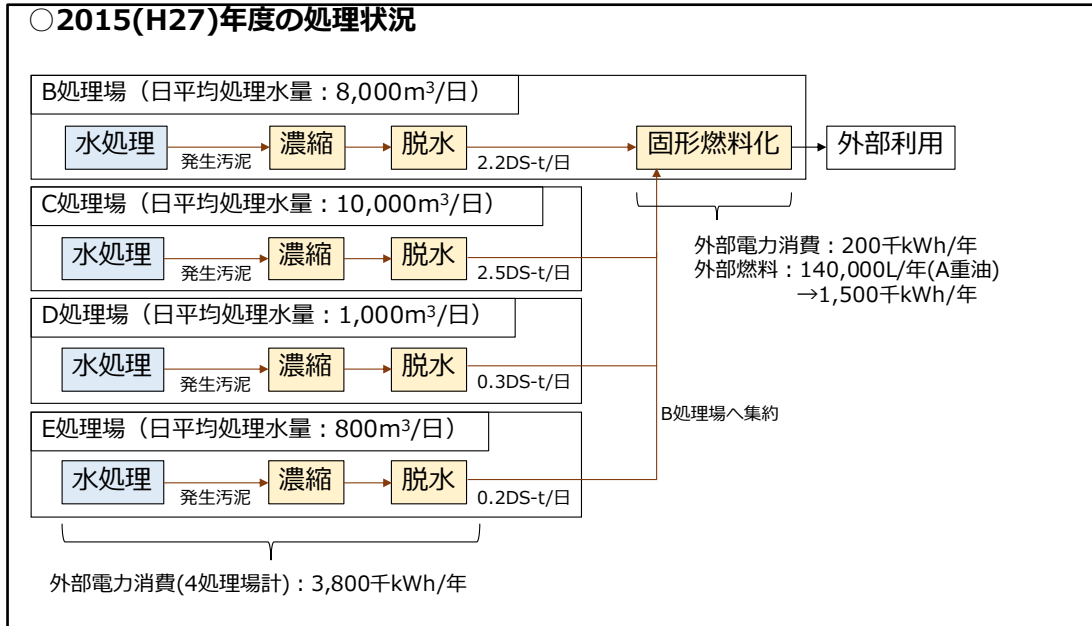 ○2015(H27)年度の処理状況
B処理場（日平均処理水量：8,000m³/日）
水処理
発生汚泥
濃縮
脱水
2.2DS-t/日
固形燃料化
外部利用
C処理場（日平均処理水量：10,000m³/日）
水処理
発生汚泥
濃縮
脱水
2.5DS-t/日
外部電力消費：200千kWh/年
外部燃料：140,000L/年(A重油)
→1,500千kWh/年
D処理場（日平均処理水量：1,000m³/日）
水処理
発生汚泥
濃縮
脱水
0.3DS-t/日
B処理場へ集約
E処理場（日平均処理水量：800m³/日）
水処理
発生汚泥
濃縮
脱水
0.2DS-t/日
外部電力消費(4処理場計)：3,800千kWh/年